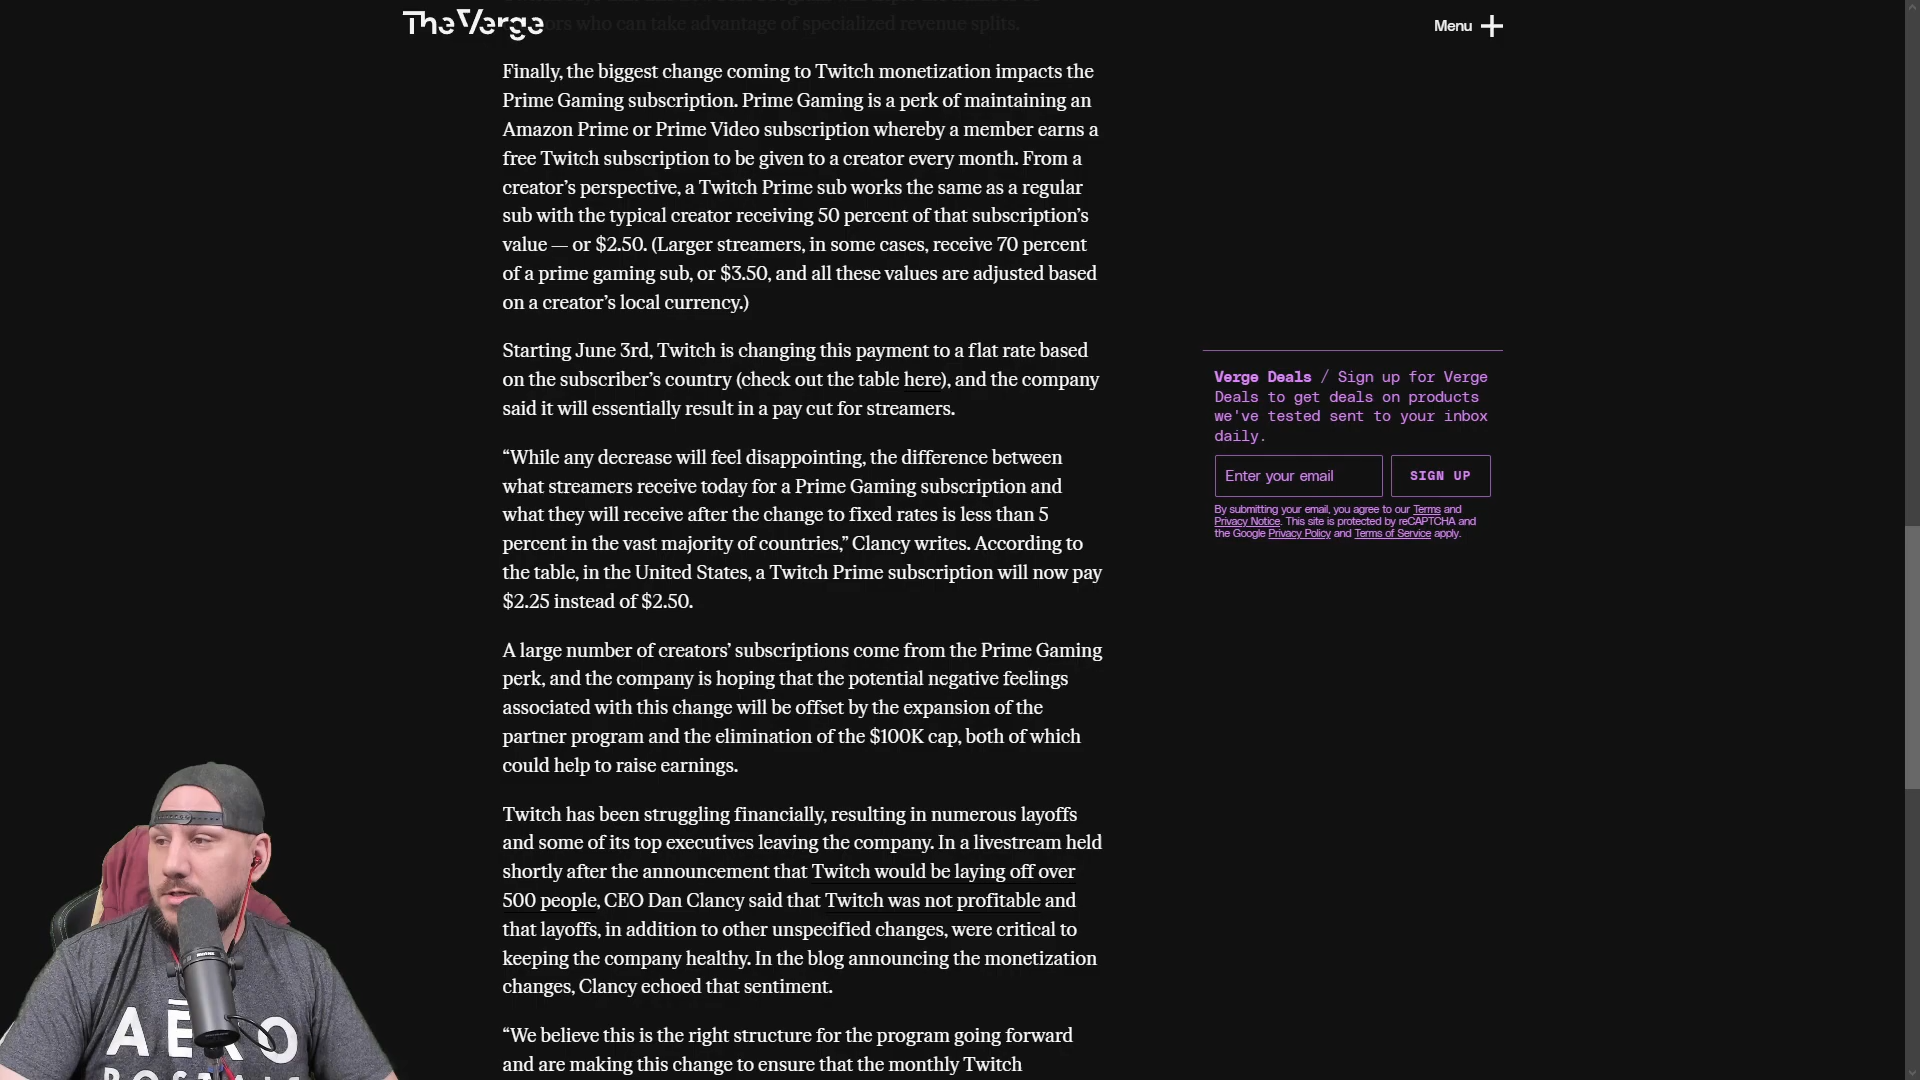 The Verge
Menu
ors who can take advantage of specialized revenue splits.
Finally, the biggest change coming to Twitch monetization impacts the
Prime Gaming subscription. Prime Gaming is a perk of maintaining an
Amazon Prime or Prime Video subscription whereby a member earns a
free Twitch subscription to be given to a creator every month. From a
creator’s perspective, a Twitch Prime sub works the same as a regular
sub with the typical creator receiving 50 percent of that subscription’s
value — or $2.50. (Larger streamers, in some cases, receive 70 percent
of a prime gaming sub, or $3.50, and all these values are adjusted based
on a creator’s local currency.)
Starting June 3rd, Twitch is changing this payment to a flat rate based
on the subscriber’s country (check out the table here), and the company
said it will essentially result in a pay cut for streamers.
“While any decrease will feel disappointing, the difference between
what streamers receive today for a Prime Gaming subscription and
what they will receive after the change to fixed rates is less than 5
percent in the vast majority of countries,” Clancy writes. According to
the table, in the United States, a Twitch Prime subscription will now pay
$2.25 instead of $2.50.
A large number of creators’ subscriptions come from the Prime Gaming
perk, and the company is hoping that the potential negative feelings
associated with this change will be offset by the expansion of the
partner program and the elimination of the $100K cap, both of which
could help to raise earnings.
Twitch has been struggling financially, resulting in numerous layoffs
and some of its top executives leaving the company. In a livestream held
shortly after the announcement that Twitch would be laying off over
500 people, CEO Dan Clancy said that Twitch was not profitable and
that layoffs, in addition to other unspecified changes, were critical to
keeping the company healthy. In the blog announcing the monetization
changes, Clancy echoed that sentiment.
“We believe this is the right structure for the program going forward
and are making this change to ensure that the monthly Twitch
Verge Deals / Sign up for Verge
Deals to get deals on products
we've tested sent to your inbox
daily.
Enter your email
SIGN UP
By submitting your email, you agree to our Terms and
Privacy Notice. This site is protected by reCAPTCHA and
the Google Privacy Policy and Terms of Service apply.